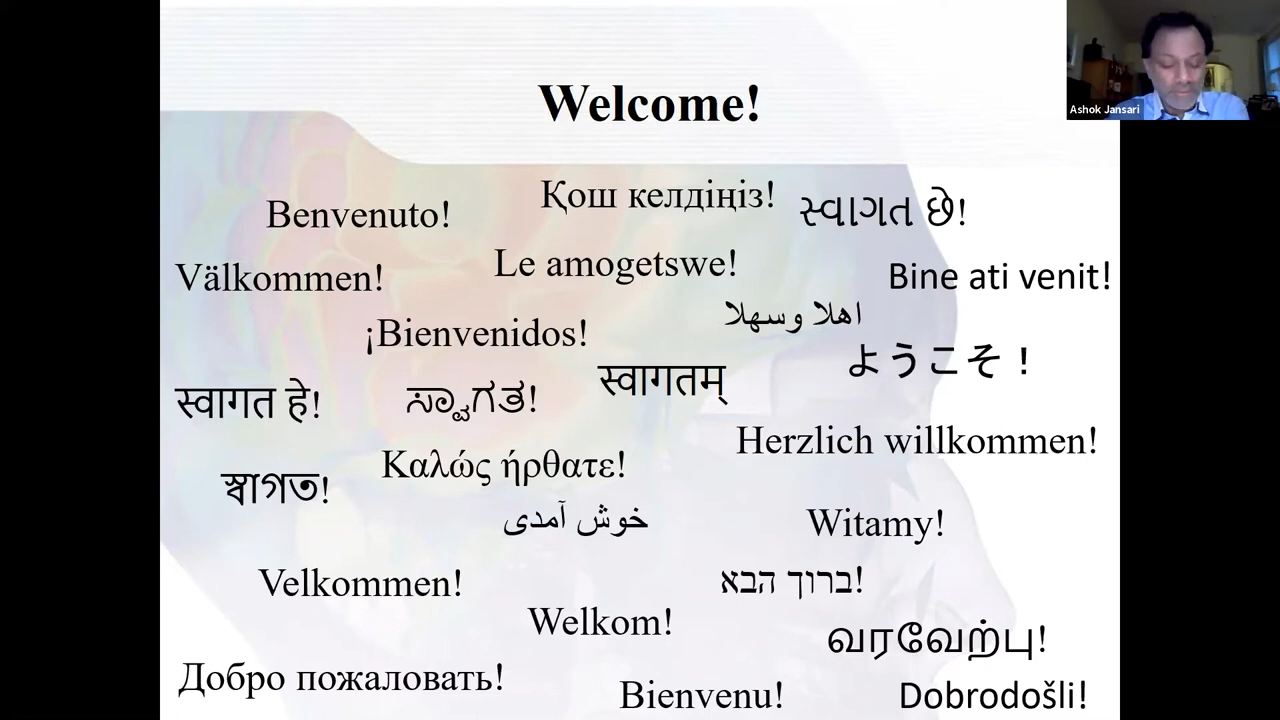 Welcome!
Ashok Jansari
Қош келдіңіз!
Benvenuto!
સ્વાગત છે!
Välkommen!
Le amogetswe!
Bine ati venit!
اهلا وسهلا
¡Bienvenidos!
ようこそ！
स्वागत हे!
ಸ್ವಾಗತ!
स्वागतम्
Herzlich willkommen!
Καλώς ήρθατε!
স্বাগত!
خوش آمدی
Witamy!
Velkommen!
ברוך הבא!
Welkom!
வரவேற்பு!
Добро пожаловать!
Bienvenu!
Dobrodošli!